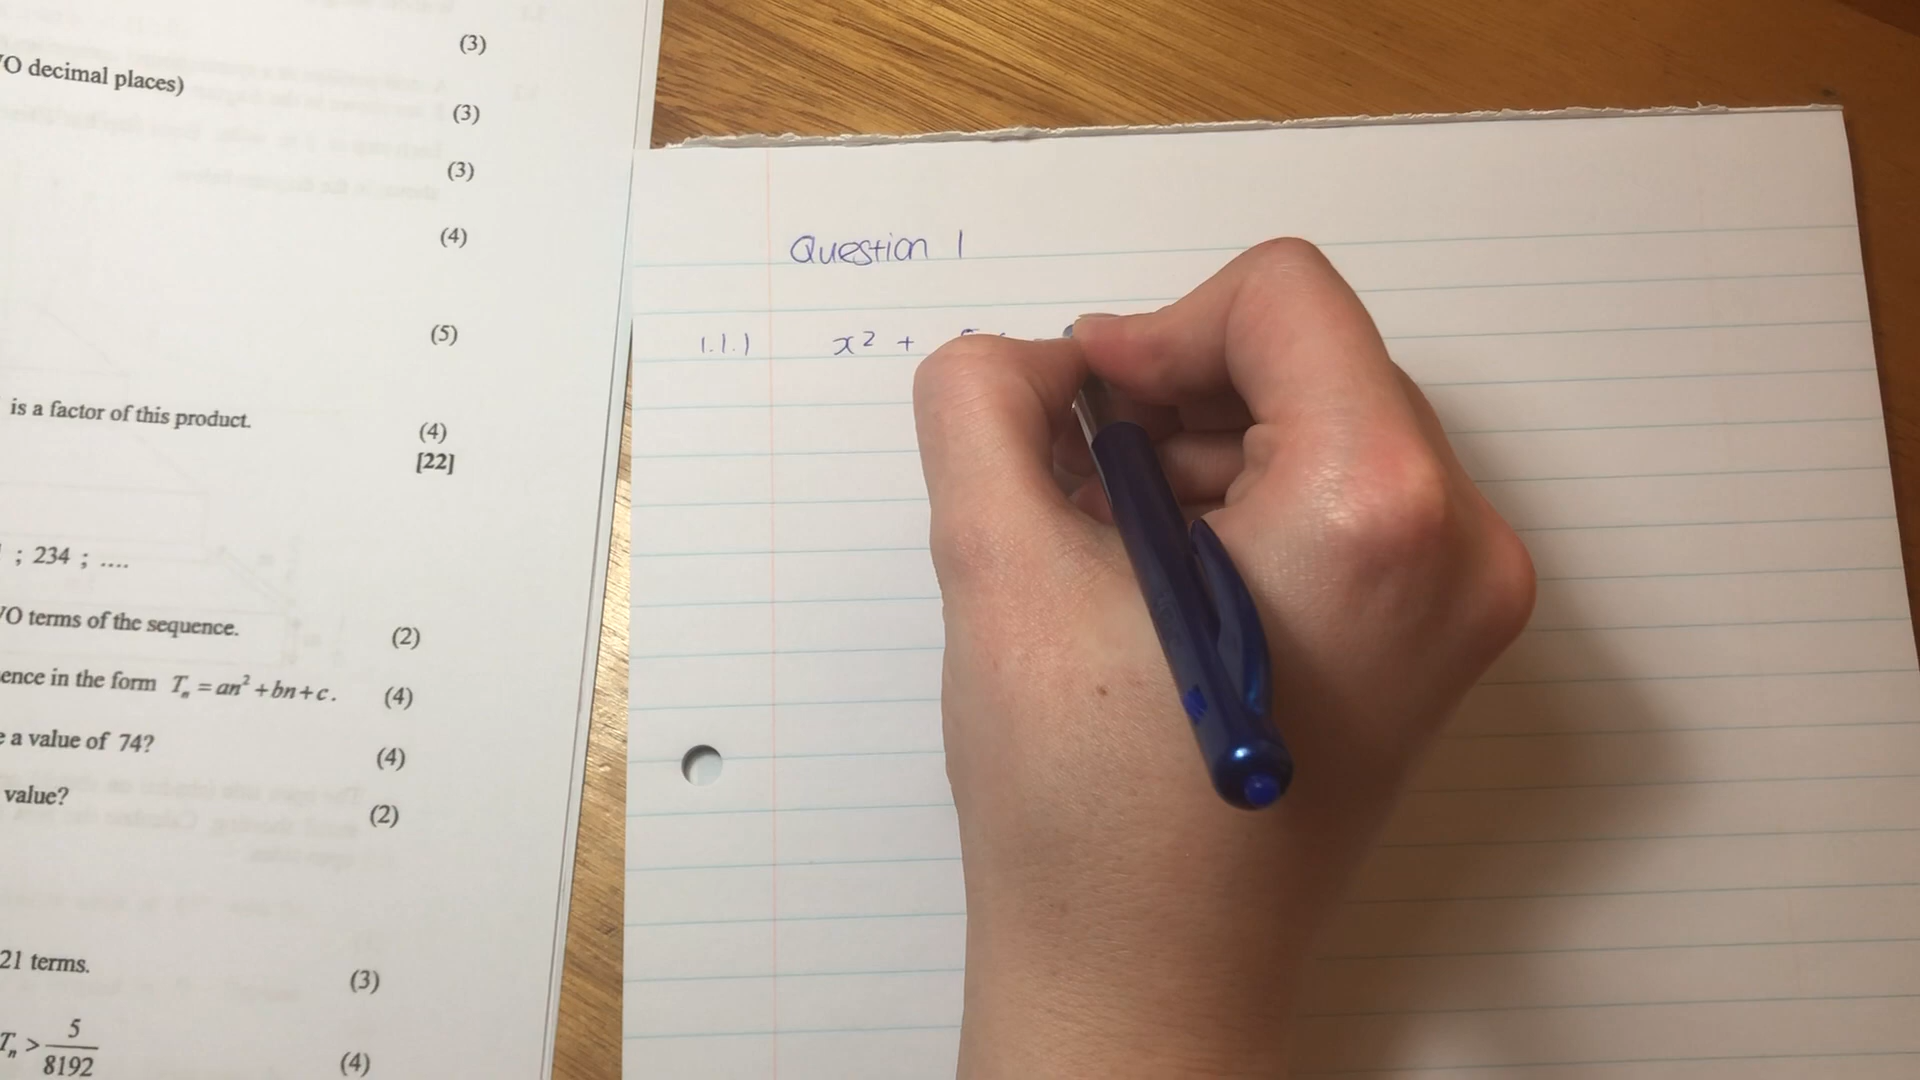 (3)
O decimal places)
(3)
(3)
(4)
(5)
is a factor of this product.
(4)
[22]
; 234 ; ....
O terms of the sequence.
(2)
ence in the form Tₙ = an² + bn + c.
(4)
a value of 74?
(4)
value?
(2)
21 terms.
(3)
Tₙ > 5/8192
(4)
Question 1
1.1.1) x² +